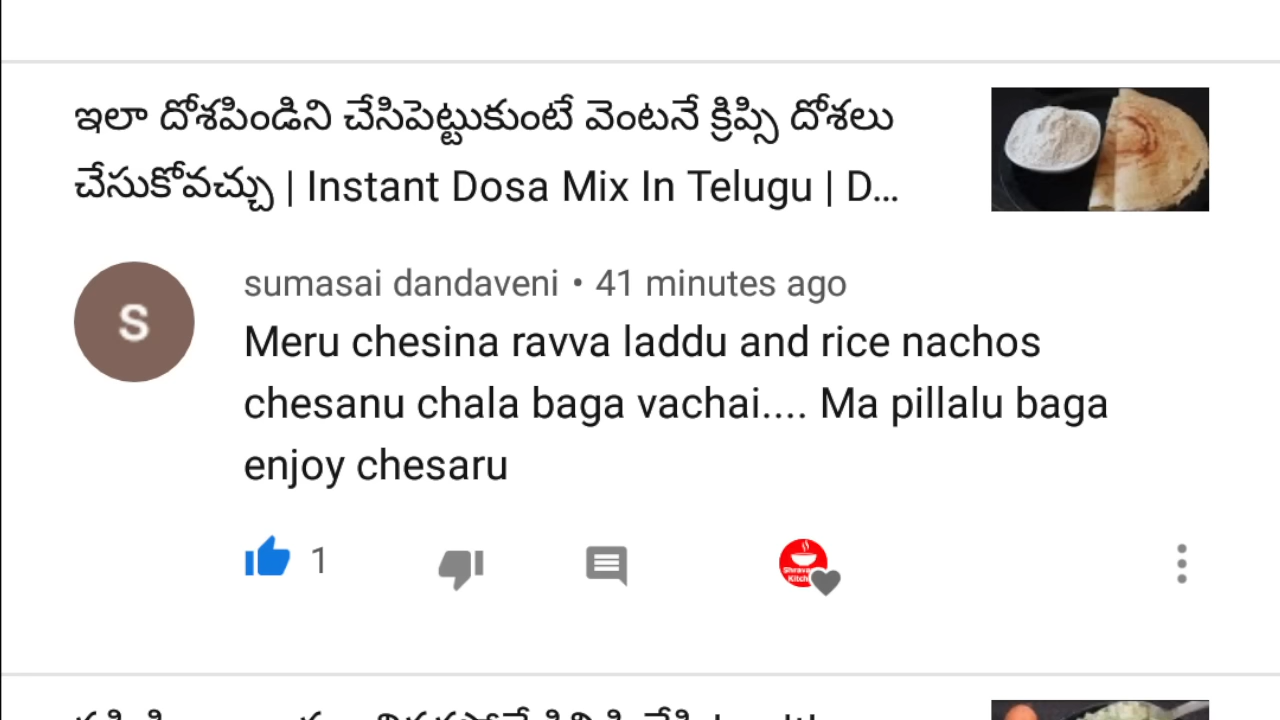 ఇలా దోశపిండిని చేసిపెట్టుకుంటే వెంటనే క్రిప్సి దోశలు
చేసుకోవచ్చు | Instant Dosa Mix In Telugu | D...
S
sumasai dandaveni • 41 minutes ago
Meru chesina ravva laddu and rice nachos
chesanu chala baga vachai.... Ma pillalu baga
enjoy chesaru
1